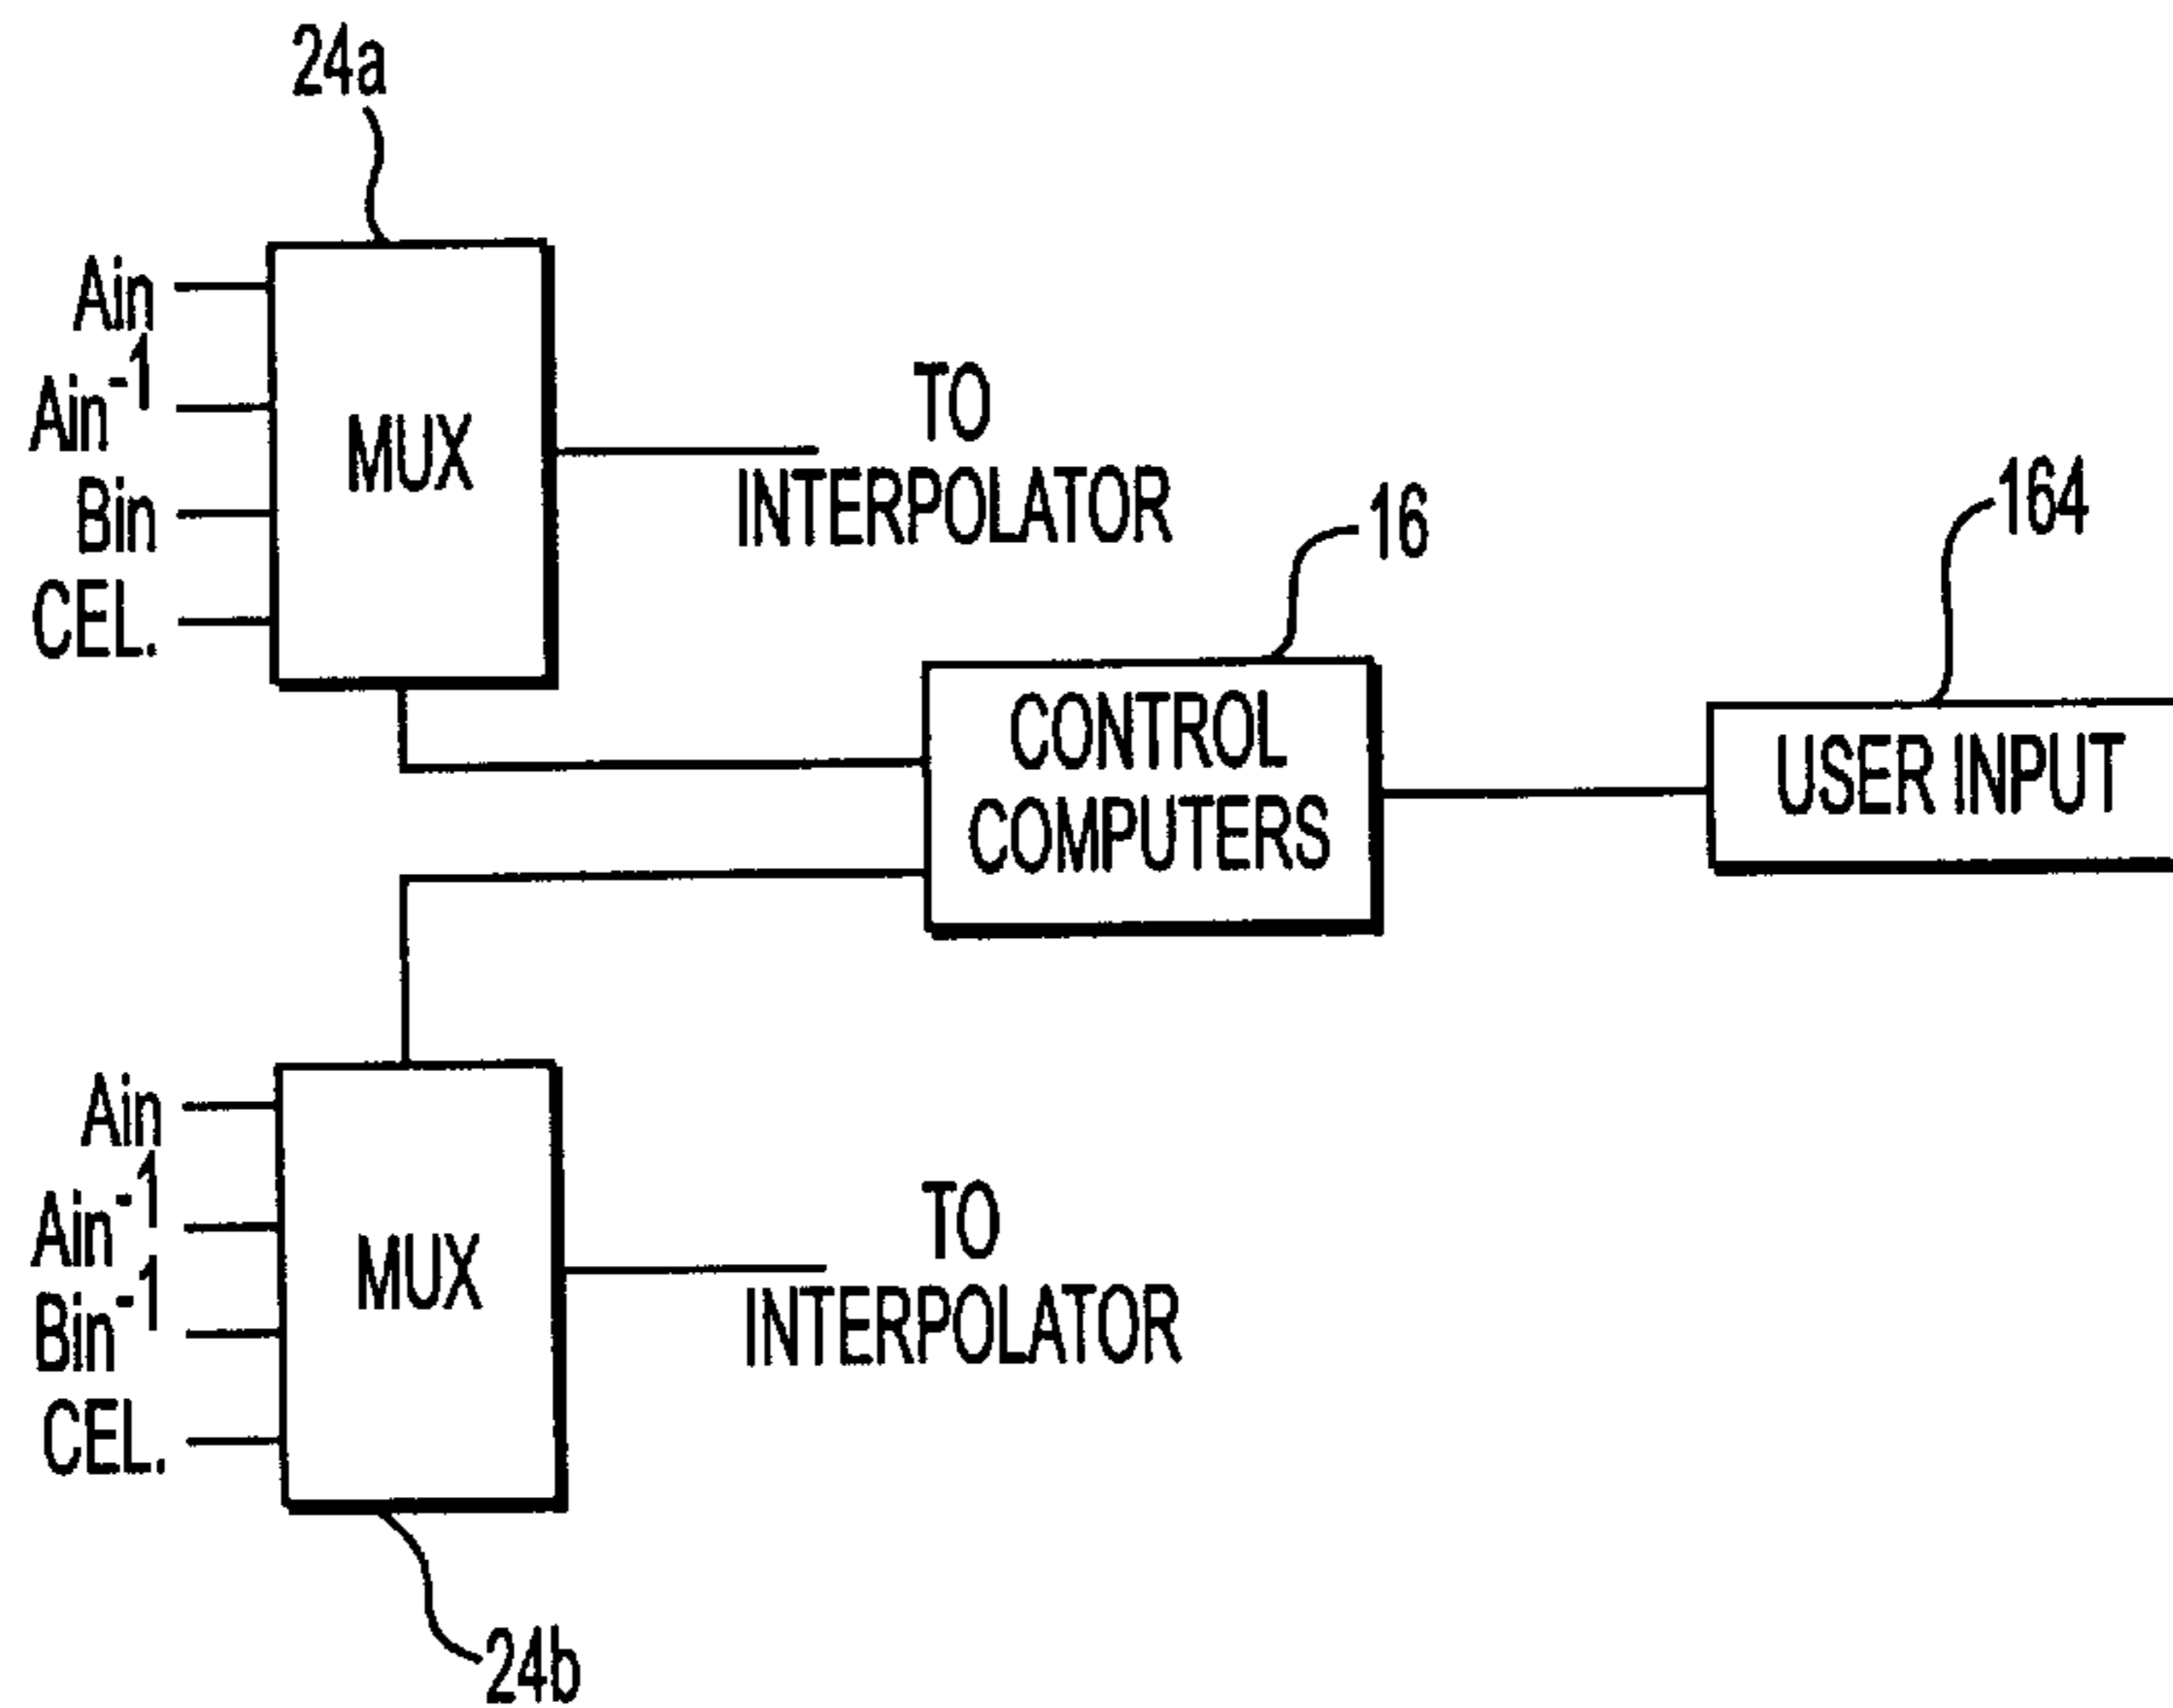 24a
Ain
Ain-1
Bin
CEL.
MUX
TO
INTERPOLATOR
16
164
CONTROL
COMPUTERS
USER INPUT
Ain
Ain-1
Bin-1
CEL.
MUX
TO
INTERPOLATOR
24b